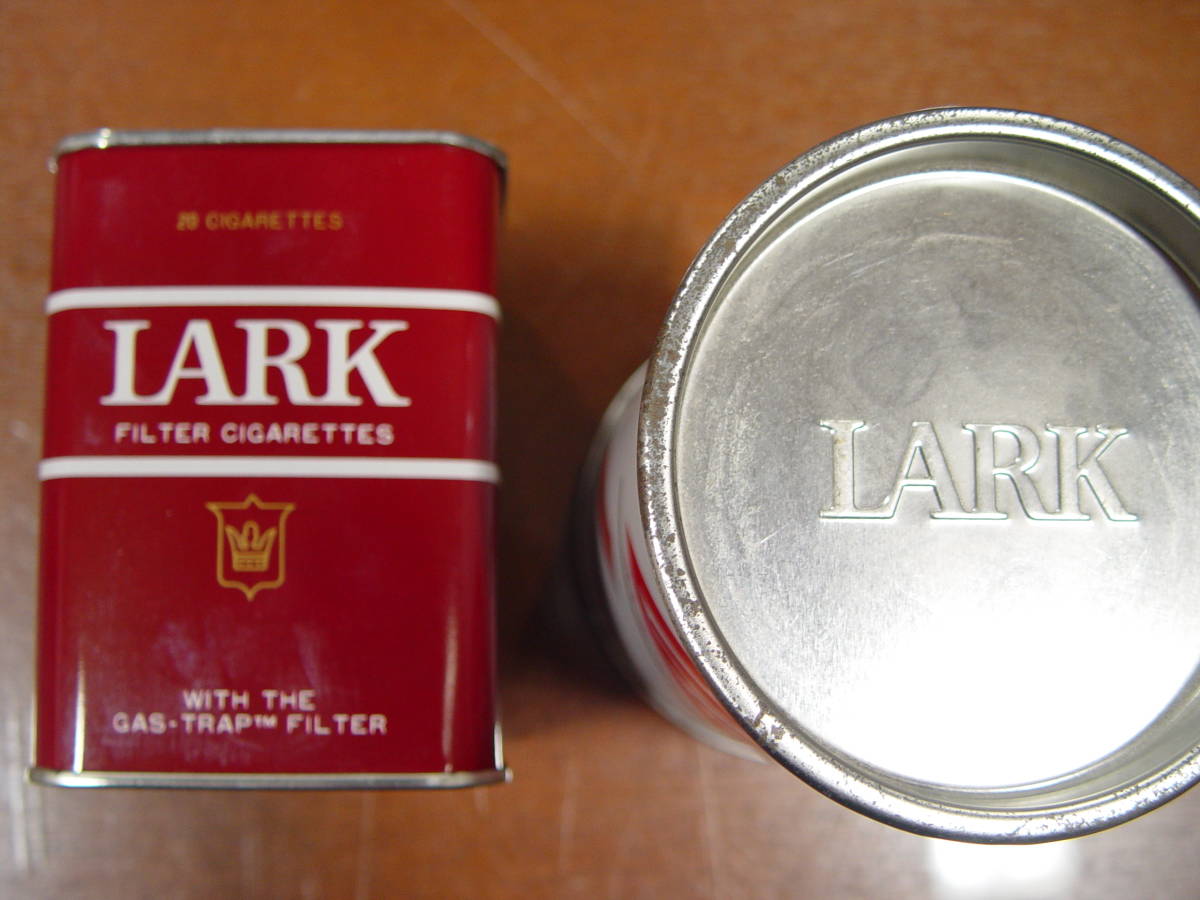 20 CIGARETTES
LARK
FILTER CIGARETTES
WITH THE
GAS-TRAP™ FILTER
LARK